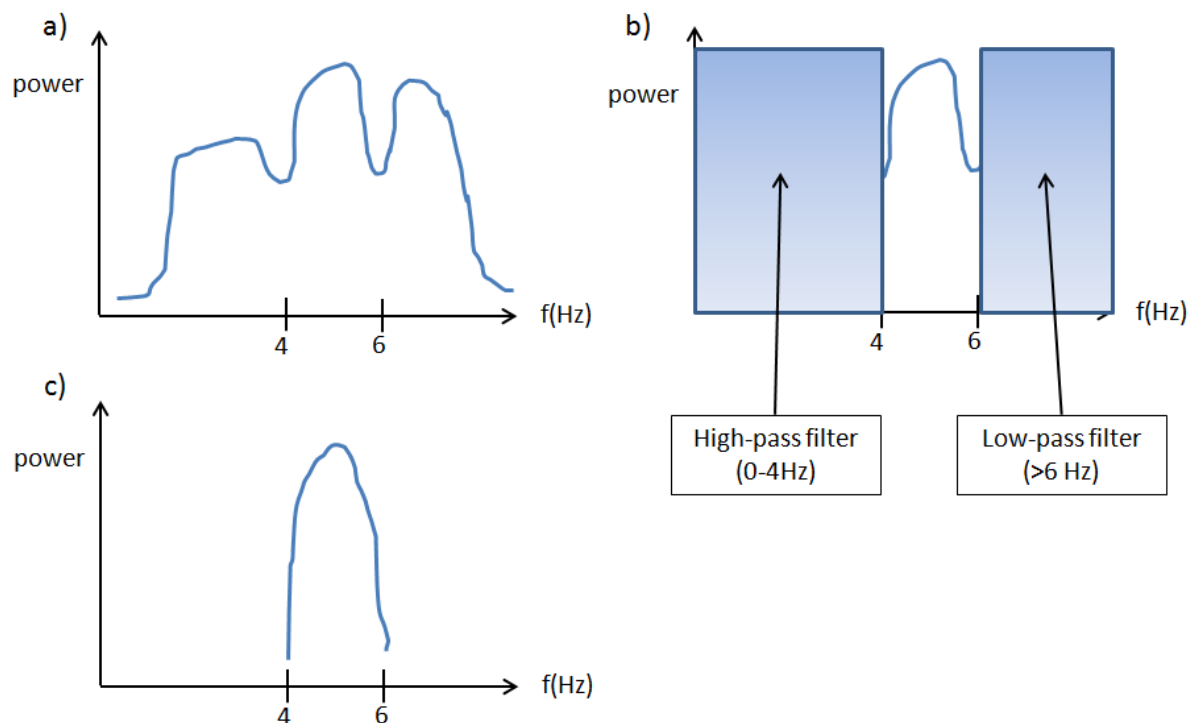 a)
power
f(Hz)
4
6
b)
power
f(Hz)
4
6
High-pass filter
(0-4Hz)
Low-pass filter
(>6 Hz)
c)
power
f(Hz)
4
6